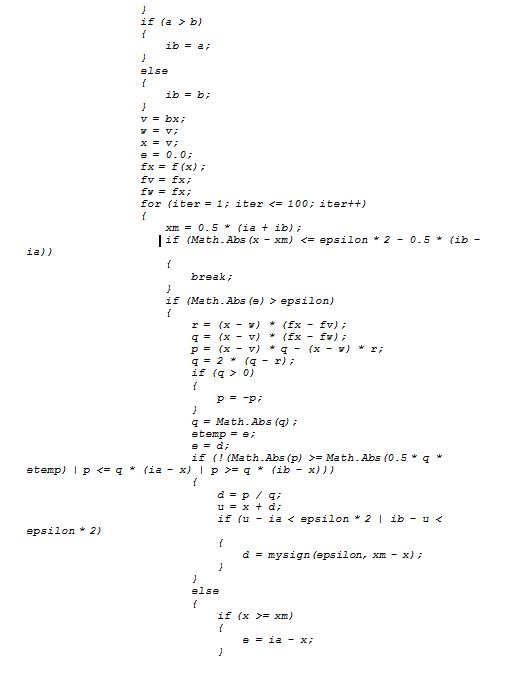 }
if (a > b)
{
ib = a;
}
else
{
ib = b;
}
v = bx;
w = v;
x = v;
e = 0.0;
fx = f(x);
fv = fx;
fw = fx;
for (iter = 1; iter <= 100; iter++)
{
xm = 0.5 * (ia + ib);
if (Math.Abs(x - xm) <= epsilon * 2 - 0.5 * (ib -
ia))
{
break;
}
if (Math.Abs(e) > epsilon)
{
r = (x - w) * (fx - fv);
q = (x - v) * (fx - fw);
p = (x - v) * q - (x - w) * r;
q = 2 * (q - r);
if (q > 0)
{
p = -p;
}
q = Math.Abs(q);
etemp = e;
e = d;
if (!(Math.Abs(p) >= Math.Abs(0.5 * q *
etemp) | p <= q * (ia - x) | p >= q * (ib - x)))
{
d = p / q;
u = x + d;
if (u - ia < epsilon * 2 | ib - u <
epsilon * 2)
{
d = mysign(epsilon, xm - x);
}
}
else
{
if (x >= xm)
{
e = ia - x;
}